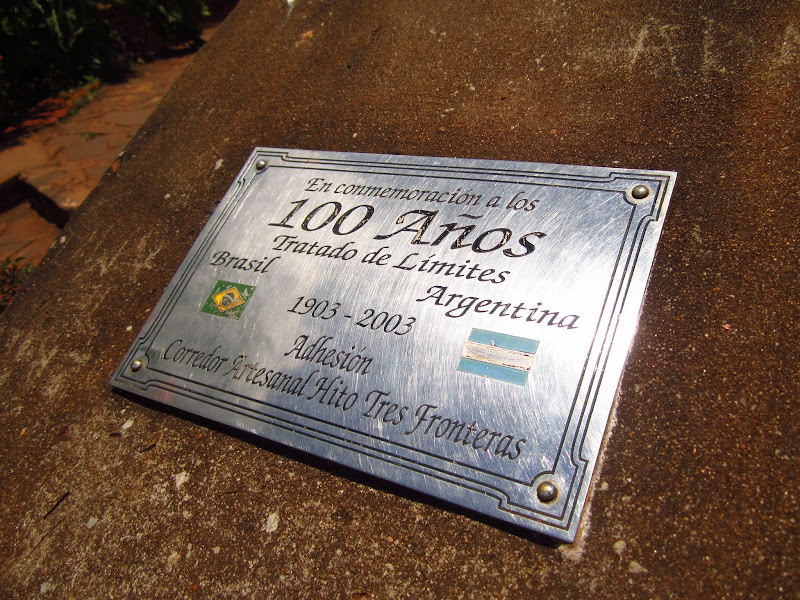 En conmemoración a los
100 Años
Tratado de Límites
Brasil Argentina
1903 - 2003
Adhesión
Corredor Artesanal Hito Tres Fronteras